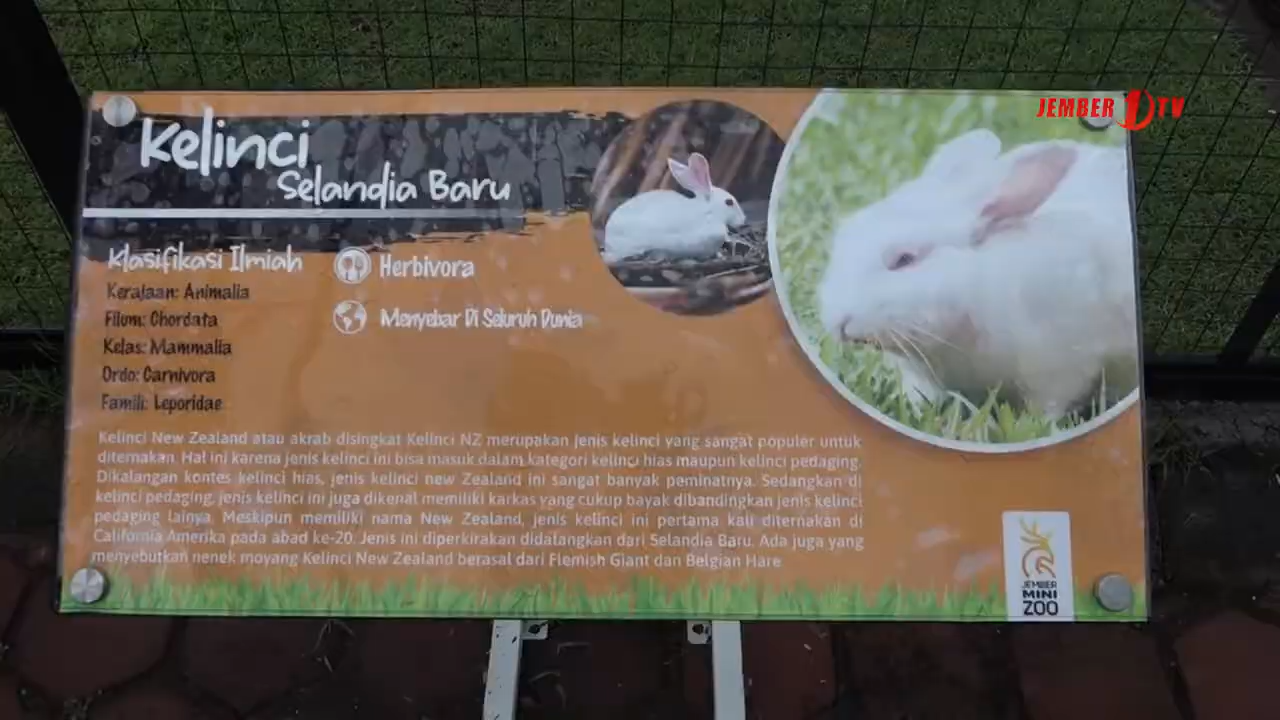 JEMBER 1 TV
Kelinci
Selandia Baru
Klasifikasi Ilmiah
Kerajaan: Animalia
Filum: Chordata
Kelas: Mammalia
Ordo: Carnivora
Famili: Leporidae
Herbivora
Menyebar Di Seluruh Dunia
Kelinci New Zealand atau akrab disingkat Kelinci NZ merupakan jenis kelinci yang sangat populer untuk
diternakan. Hal ini karena jenis kelinci ini bisa masuk dalam kategori kelinci hias maupun kelinci pedaging.
Dikalangan kontes kelinci hias, jenis kelinci new Zealand ini sangat banyak peminatnya. Sedangkan di
kelinci pedaging, jenis kelinci ini juga dikenal memiliki karkas yang cukup bayak dibandingkan jenis kelinci
pedaging lainya. Meskipun memiliki nama New Zealand, jenis kelinci ini pertama kali diternakan di
California Amerika pada abad ke-20. Jenis ini diperkirakan didatangkan dari Selandia Baru. Ada juga yang
menyebutkan nenek moyang Kelinci New Zealand berasal dari Flemish Giant dan Belgian Hare
JEMBER
MINI
ZOO